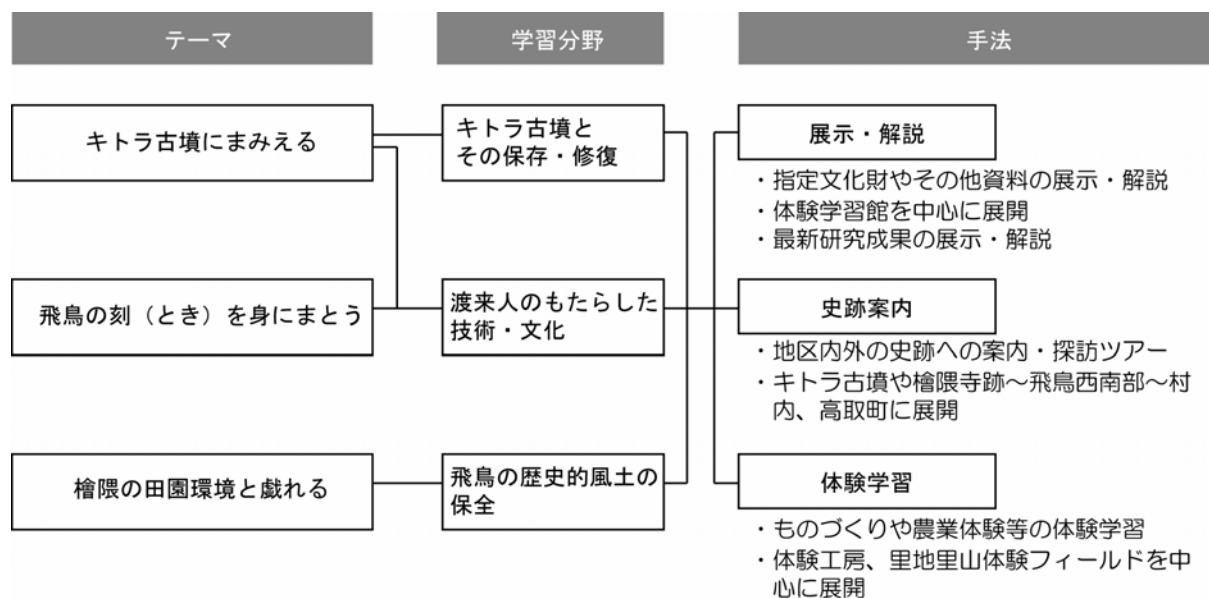 テーマ
学習分野
手法
キトラ古墳にまみえる
キトラ古墳と
その保存・修復
展示・解説
・指定文化財やその他資料の展示・解説
・体験学習館を中心に展開
・最新研究成果の展示・解説
飛鳥の刻（とき）を身にまとう
渡来人のもたらした
技術・文化
史跡案内
・地区内外の史跡への案内・探訪ツアー
・キトラ古墳や檜隈寺跡～飛鳥西南部～村
内、高取町に展開
檜隈の田園環境と戯れる
飛鳥の歴史的風土の
保全
体験学習
・ものづくりや農業体験等の体験学習
・体験工房、里地里山体験フィールドを中
心に展開